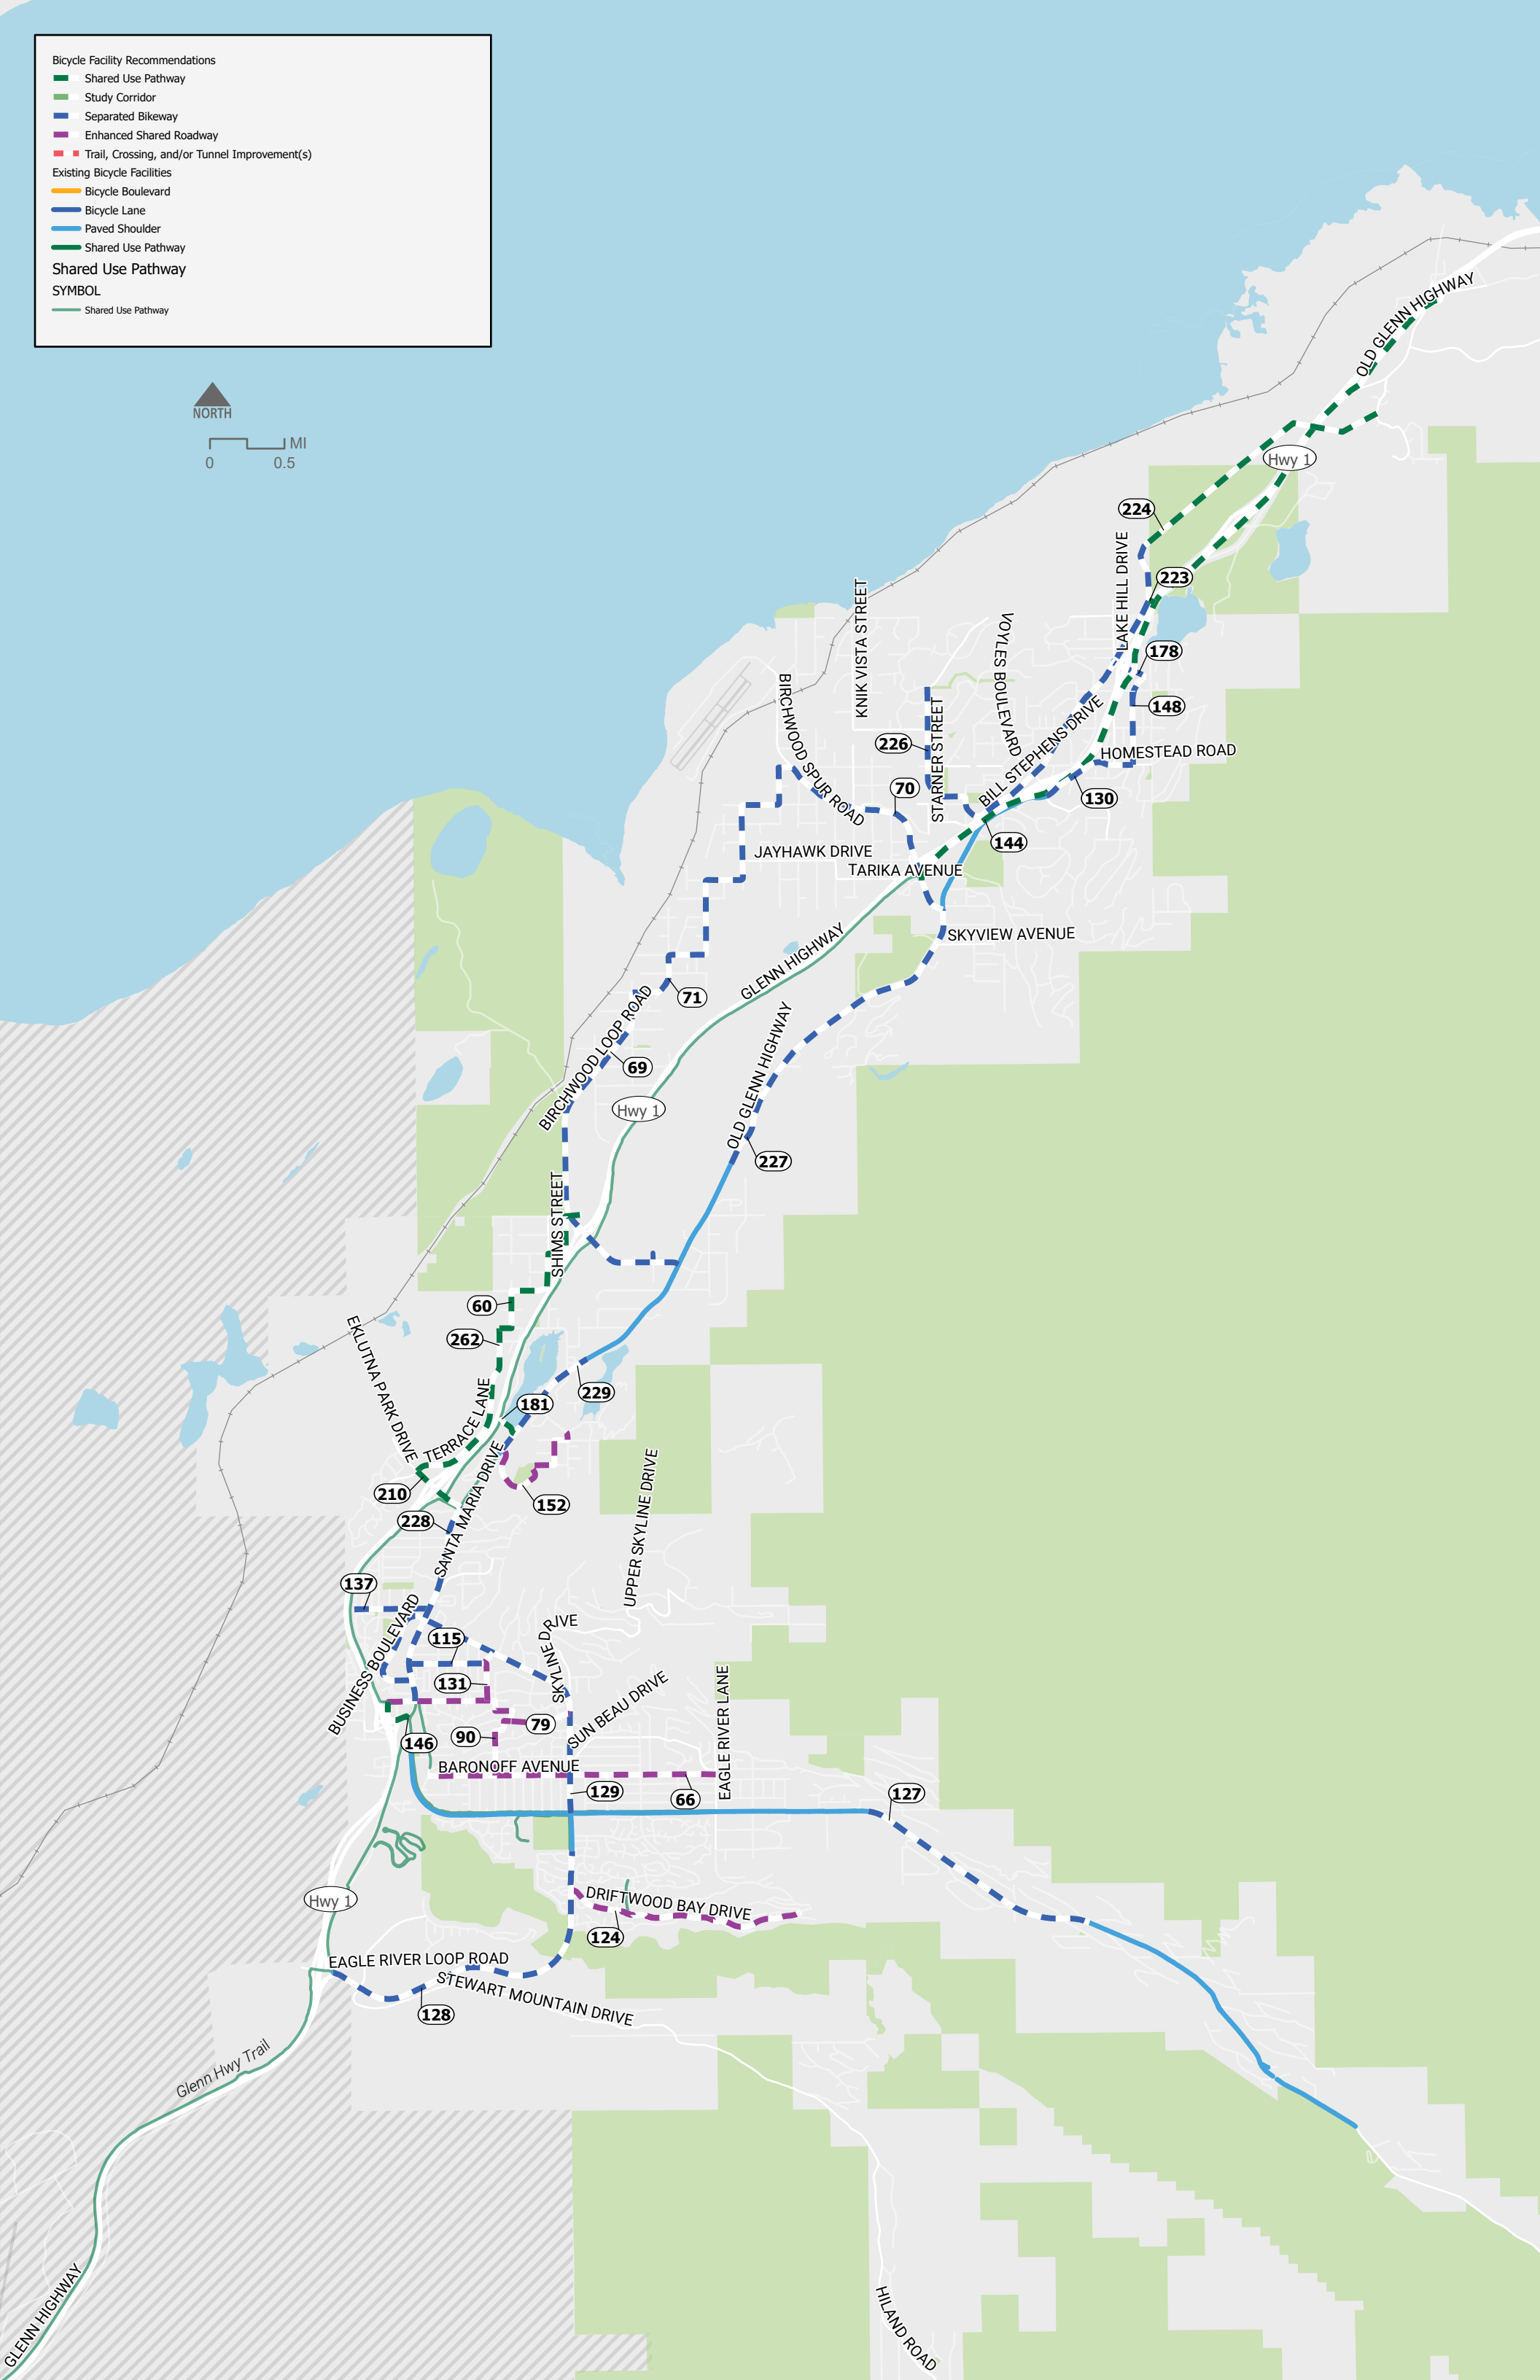 Bicycle Facility Recommendations
Shared Use Pathway
Study Corridor
Separated Bikeway
Enhanced Shared Roadway
Trail, Crossing, and/or Tunnel Improvement(s)
Existing Bicycle Facilities
Bicycle Boulevard
Bicycle Lane
Paved Shoulder
Shared Use Pathway
Shared Use Pathway
SYMBOL
Shared Use Pathway
NORTH
MI
0 0.5
OLD GLENN HIGHWAY
Hwy 1
224
LAKE HILL DRIVE
223
KNIK VISTA STREET
VOYLES BOULEVARD
178
BIRCHWOOD SPUR ROAD
STARNER STREET
BILL STEPHENS DRIVE
148
226
HOMESTEAD ROAD
70
130
144
JAYHAWK DRIVE
TARIKA AVENUE
SKYVIEW AVENUE
GLENN HIGHWAY
71
BIRCHWOOD LOOP ROAD
OLD GLENN HIGHWAY
69
Hwy 1
227
SHIMS STREET
60
262
EKLUTNA PARK DRIVE
229
TERRACE LANE
181
SANTA MARIA DRIVE
210
152
228
UPPER SKYLINE DRIVE
137
BUSINESS BOULEVARD
SKYLINE DRIVE
115
131
SUN BEAU DRIVE
EAGLE RIVER LANE
79
90
146
BARONOFF AVENUE
129
66
127
DRIFTWOOD BAY DRIVE
Hwy 1
124
EAGLE RIVER LOOP ROAD
STEWART MOUNTAIN DRIVE
128
Glenn Hwy Trail
GLENN HIGHWAY
HILAND ROAD